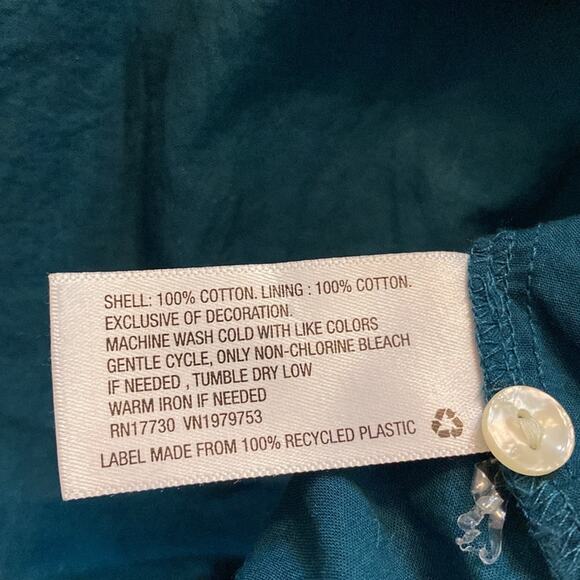 SHELL: 100% COTTON. LINING : 100% COTTON.
EXCLUSIVE OF DECORATION.
MACHINE WASH COLD WITH LIKE COLORS
GENTLE CYCLE, ONLY NON-CHLORINE BLEACH
IF NEEDED , TUMBLE DRY LOW
WARM IRON IF NEEDED
RN17730 VN1979753
LABEL MADE FROM 100% RECYCLED PLASTIC